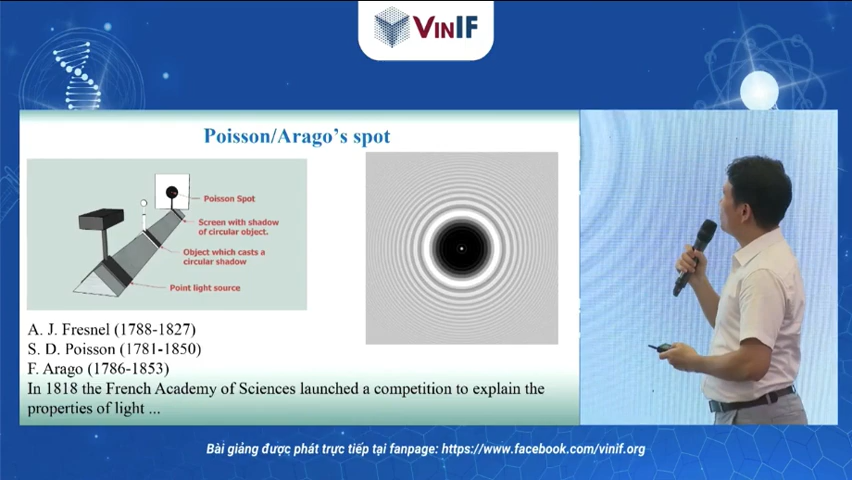 VINIF
Poisson/Arago's spot
Poisson Spot
Screen with shadow
of circular object.
Object which casts a
circular shadow
Point light source
A. J. Fresnel (1788-1827)
S. D. Poisson (1781-1850)
F. Arago (1786-1853)
In 1818 the French Academy of Sciences launched a competition to explain the
properties of light ...
Bài giảng được phát trực tiếp tại fanpage: https://www.facebook.com/vinif.org